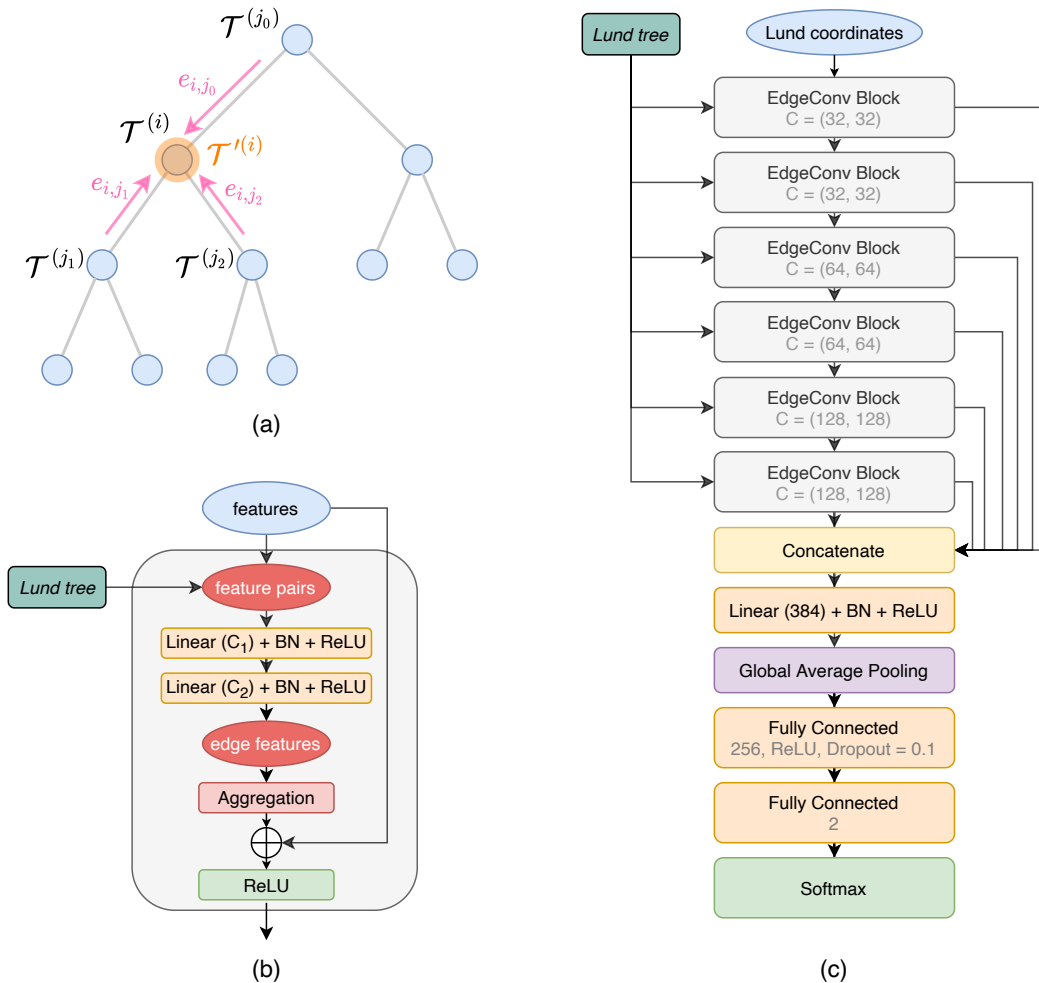 𝒯^(j₀)
e_{i,j₀}
𝒯^(i)
𝒯′^(i)
e_{i,j₁}
e_{i,j₂}
𝒯^(j₁)
𝒯^(j₂)
(a)
features
Lund tree
feature pairs
Linear (C₁) + BN + ReLU
Linear (C₂) + BN + ReLU
edge features
Aggregation
ReLU
(b)
Lund tree
Lund coordinates
EdgeConv Block
C = (32, 32)
EdgeConv Block
C = (32, 32)
EdgeConv Block
C = (64, 64)
EdgeConv Block
C = (64, 64)
EdgeConv Block
C = (128, 128)
EdgeConv Block
C = (128, 128)
Concatenate
Linear (384) + BN + ReLU
Global Average Pooling
Fully Connected
256, ReLU, Dropout = 0.1
Fully Connected
2
Softmax
(c)